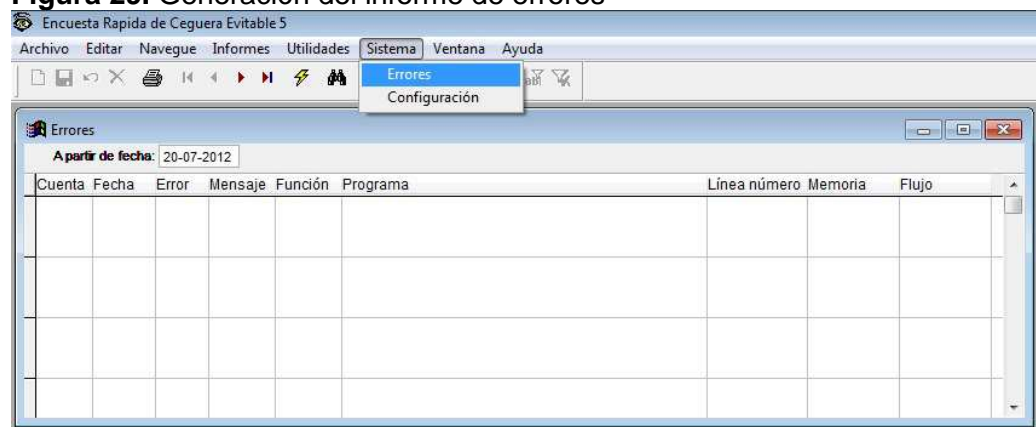 Figura 23. Generación del informe de errores
Encuesta Rapida de Ceguera Evitable 5
Archivo Editar Navegue Informes Utilidades Sistema Ventana Ayuda
Errores
Configuración
Errores
A partir de fecha: 20-07-2012
Cuenta Fecha Error Mensaje Función Programa Línea número Memoria Flujo